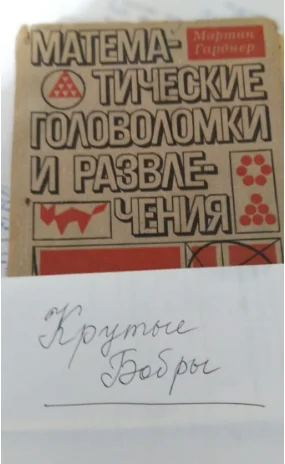 Мартин
Гарднер
МАТЕМА-
ТИЧЕСКИЕ
ГОЛОВОЛОМКИ
И РАЗВЛЕ-
ЧЕНИЯ
Крутые
Бобры